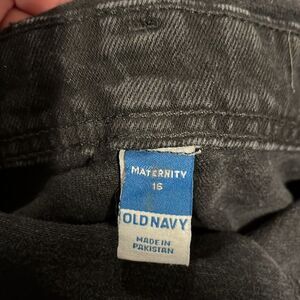 MATERNITY
16
OLD NAVY
MADE IN
PAKISTAN